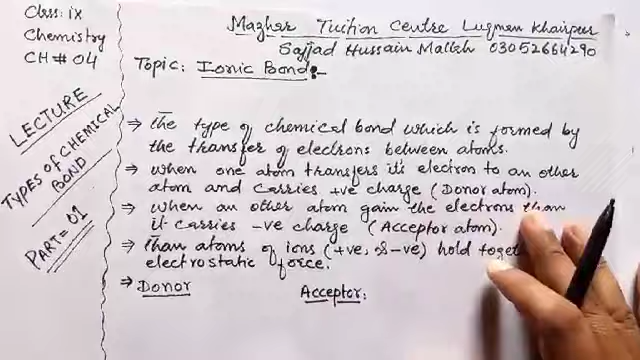 Class: ix
Chemistry
CH# 04
LECTURE
TYPES OF CHEMICAL
BOND
PART= 01
Mazhar Tuition Centre Luqman Khairpur
Sajjad Hussain Mallah 03052664290
Topic: Ionic Bond:-
⇒ The type of chemical bond which is formed by
the transfer of electrons between atoms.
⇒ when one atom transfers it's electron to an other
atom and carries +ve charge (Donor atom).
⇒ when an other atom gain the electrons than
it carries -ve charge (Acceptor atom).
⇒ Than atoms of ions (+ve, & -ve) hold
electrostatic force.
⇒ Donor Acceptor: